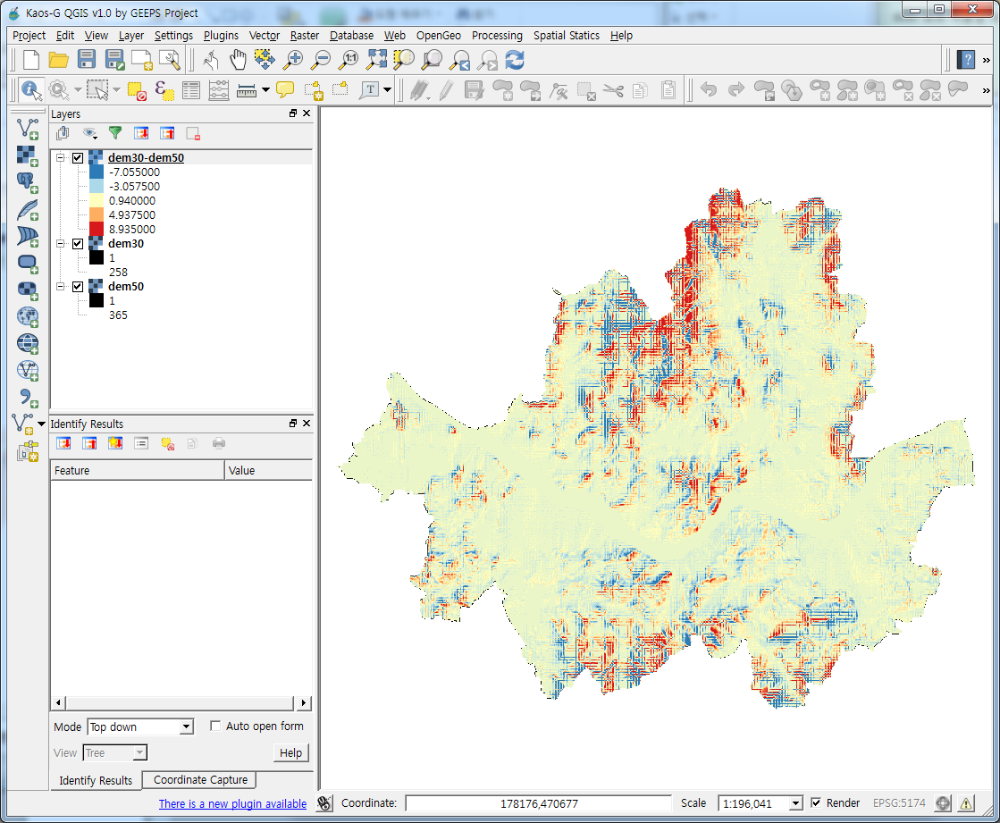 Kaos-G QGIS v1.0 by GEEPS Project
Project Edit View Layer Settings Plugins Vector Raster Database Web OpenGeo Processing Spatial Statics Help
Layers
dem30-dem50
-7.055000
-3.057500
0.940000
4.937500
8.935000
dem30
1
258
dem50
1
365
Identify Results
Feature Value
Mode Top down Auto open form
View Tree Help
Identify Results Coordinate Capture
There is a new plugin available Coordinate: 178176,470677 Scale 1:196,041 Render EPSG:5174